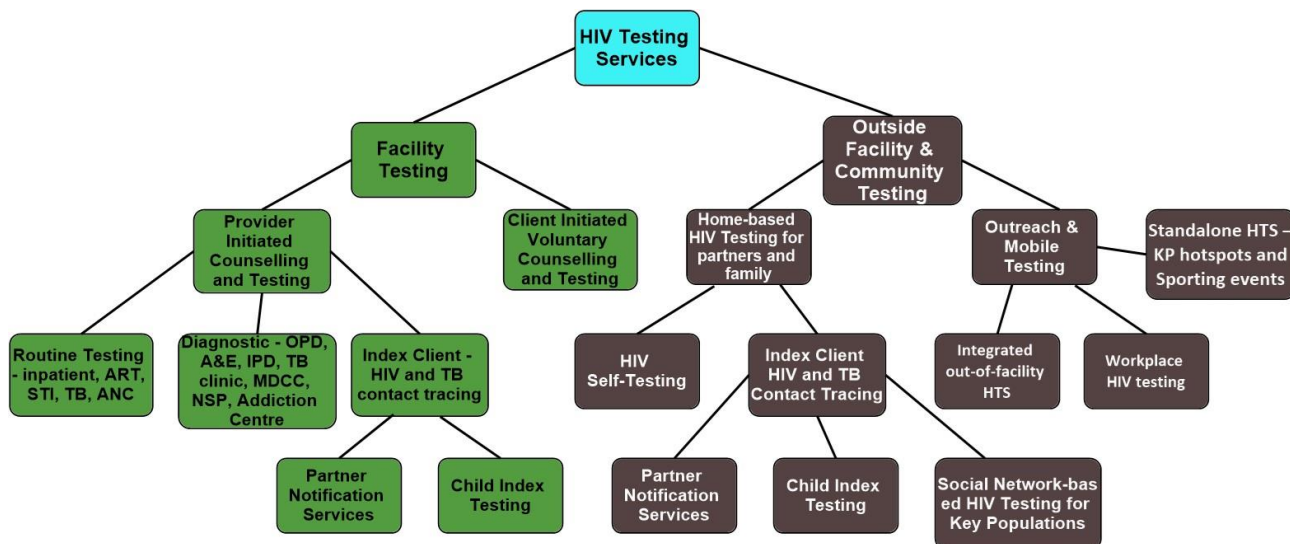 HIV Testing
Services
Facility
Testing
Outside
Facility &
Community
Testing
Provider
Initiated
Counselling
and Testing
Client Initiated
Voluntary
Counselling
and Testing
Home-based
HIV Testing for
partners and
family
Outreach &
Mobile
Testing
Standalone HTS –
KP hotspots and
Sporting events
Routine Testing
- inpatient, ART,
STI, TB, ANC
Diagnostic - OPD,
A&E, IPD, TB
clinic, MDCC,
NSP, Addiction
Centre
Index Client -
HIV and TB
contact tracing
HIV
Self-Testing
Index Client
HIV and TB
Contact Tracing
Integrated
out-of-facility
HTS
Workplace
HIV testing
Partner
Notification
Services
Child Index
Testing
Partner
Notification
Services
Child Index
Testing
Social Network-bas
ed HIV Testing for
Key Populations